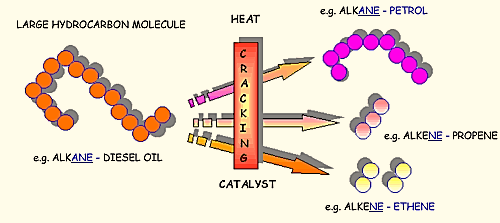 LARGE HYDROCARBON MOLECULE
HEAT
e.g. ALKANE - PETROL
CRACKING
e.g. ALKENE - PROPENE
e.g. ALKANE - DIESEL OIL
CATALYST
e.g. ALKENE - ETHENE